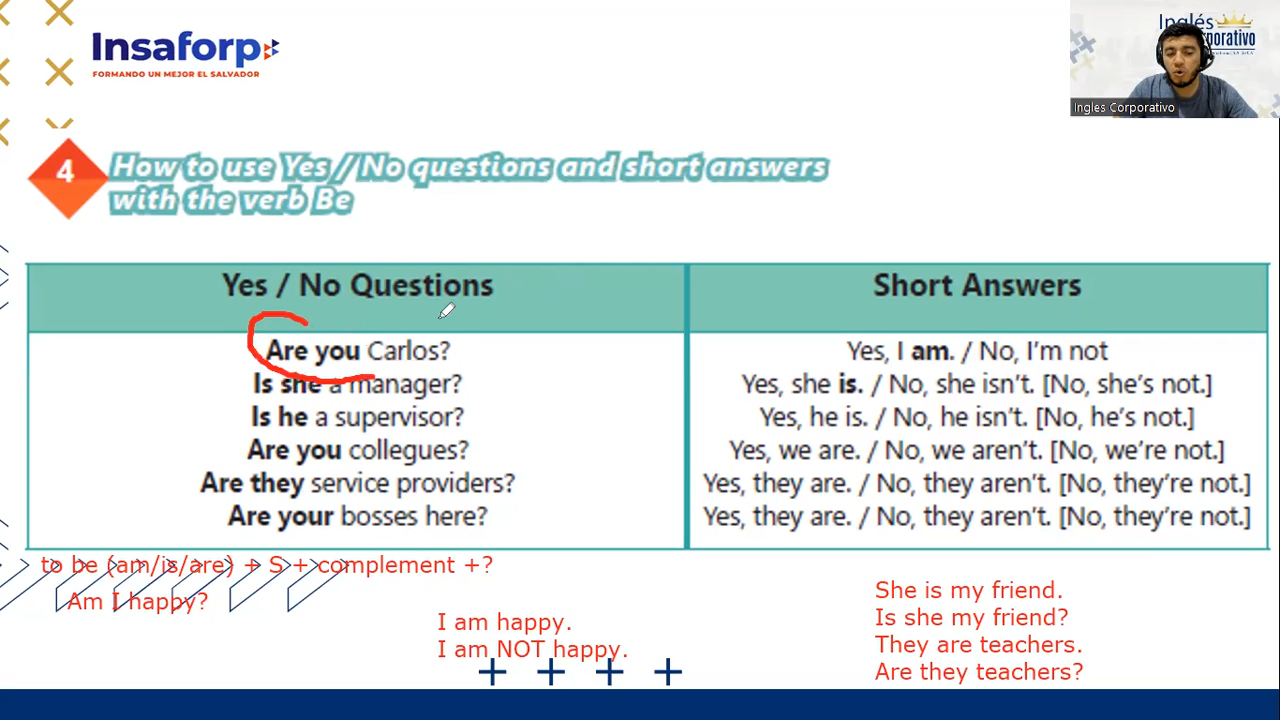 Insaforp
FORMANDO UN MEJOR EL SALVADOR
Inglés
Corporativo
Ingles Corporativo
4
How to use Yes / No questions and short answers
with the verb Be
Yes / No Questions
Short Answers
Are you Carlos?
Yes, I am. / No, I'm not
Is she a manager?
Yes, she is. / No, she isn't. [No, she's not.]
Is he a supervisor?
Yes, he is. / No, he isn't. [No, he's not.]
Are you collegues?
Yes, we are. / No, we aren't. [No, we're not.]
Are they service providers?
Yes, they are. / No, they aren't. [No, they're not.]
Are your bosses here?
Yes, they are. / No, they aren't. [No, they're not.]
to be (am/is/are) + S + complement +?
Am I happy?
I am happy.
I am NOT happy.
She is my friend.
Is she my friend?
They are teachers.
Are they teachers?